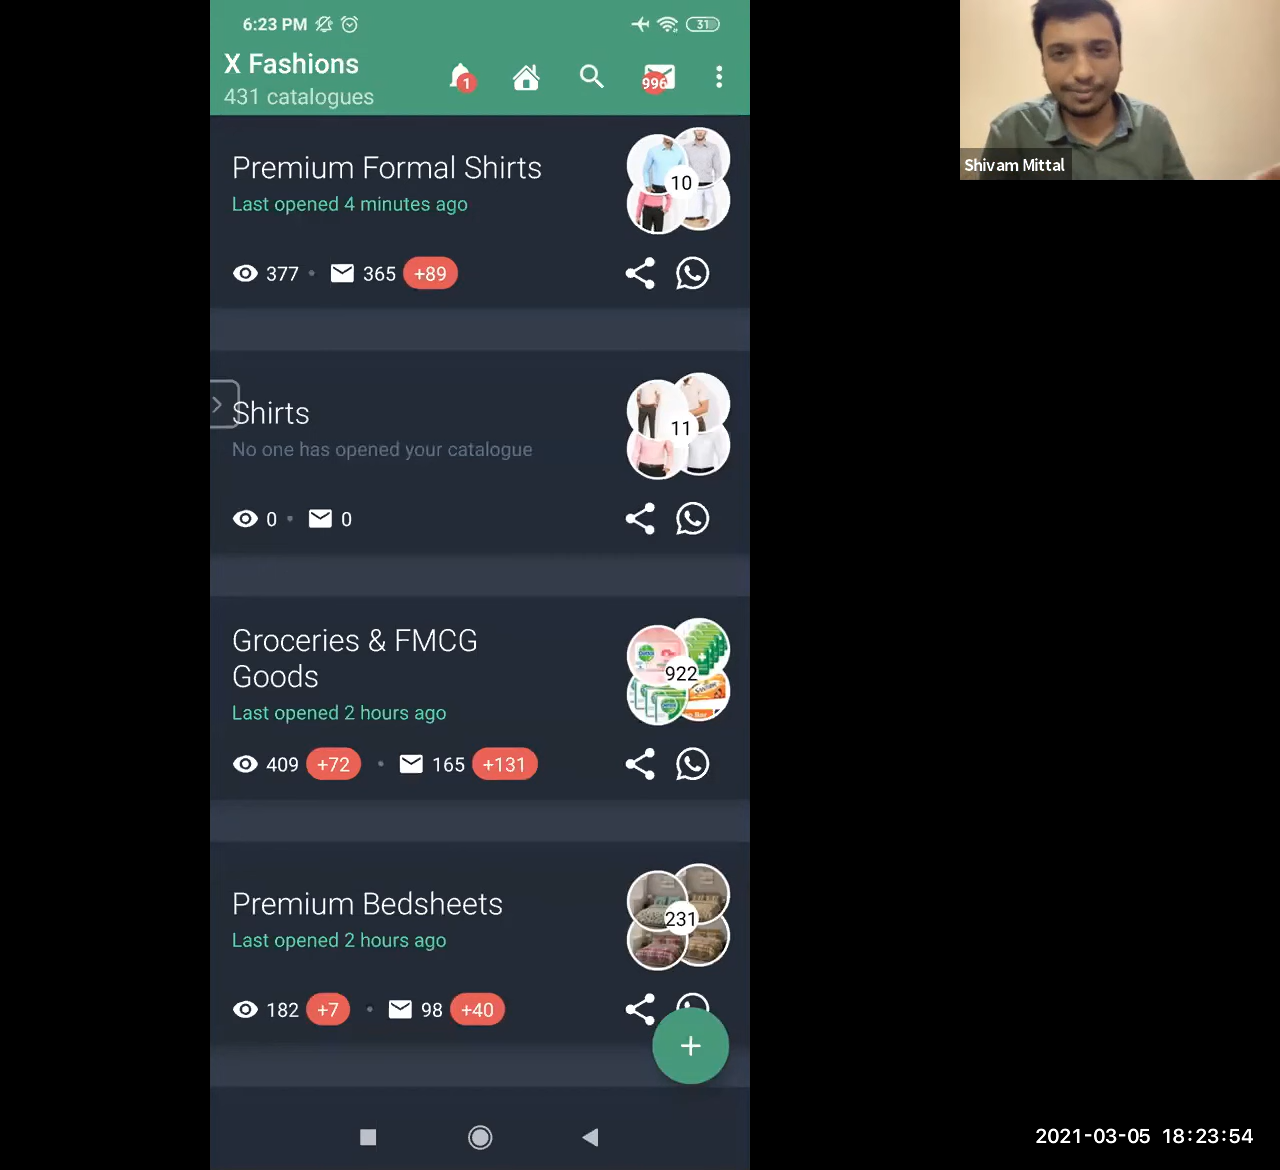 6:23 PM
31
X Fashions
431 catalogues
1
996
Premium Formal Shirts
Last opened 4 minutes ago
10
377 • 365 +89
Shirts
No one has opened your catalogue
11
0 • 0
Groceries & FMCG
Goods
Last opened 2 hours ago
922
409 +72 • 165 +131
Premium Bedsheets
Last opened 2 hours ago
231
182 +7 • 98 +40
Shivam Mittal
2021-03-05 18:23:54